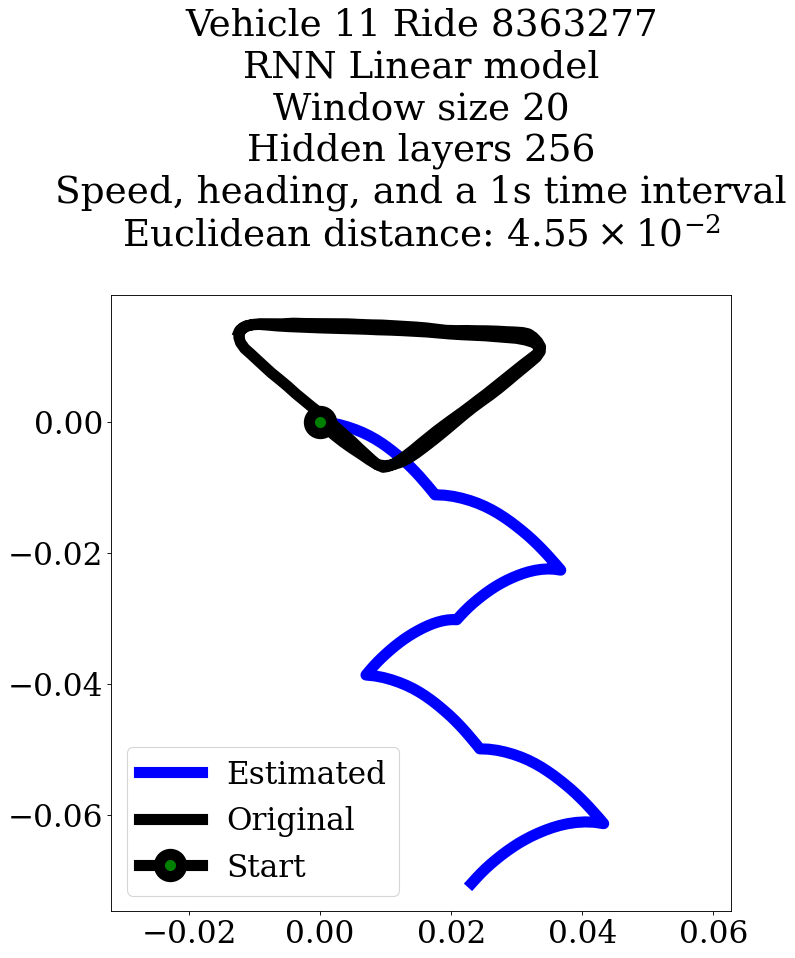 Vehicle 11 Ride 8363277
RNN Linear model
Window size 20
Hidden layers 256
Speed, heading, and a 1s time interval
Euclidean distance: 4.55 × 10⁻²
0.00
−0.02
−0.04
−0.06
Estimated
Original
Start
−0.02 0.00 0.02 0.04 0.06